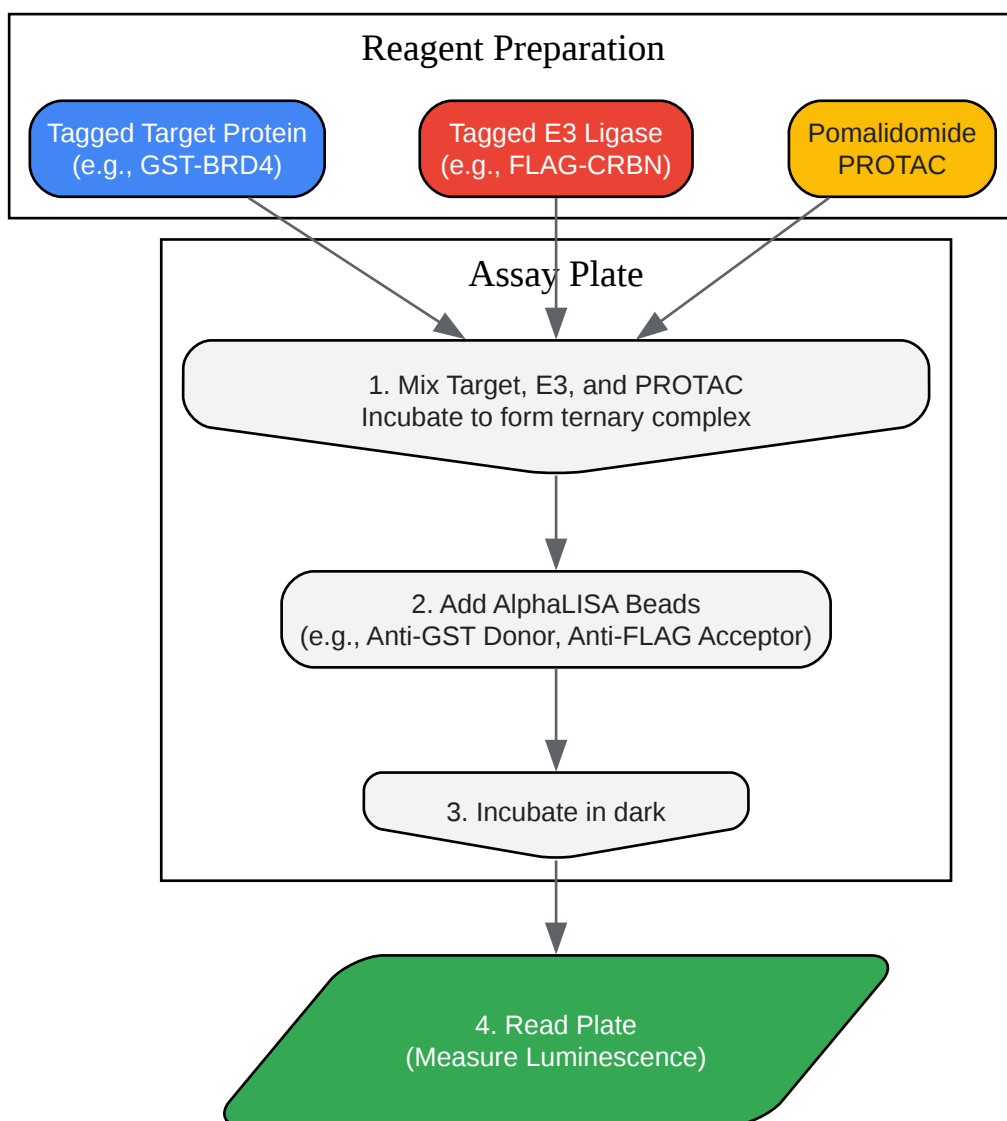 Reagent Preparation
Tagged Target Protein
(e.g., GST-BRD4)
Tagged E3 Ligase
(e.g., FLAG-CRBN)
Pomalidomide
PROTAC
Assay Plate
1. Mix Target, E3, and PROTAC
Incubate to form ternary complex
2. Add AlphaLISA Beads
(e.g., Anti-GST Donor, Anti-FLAG Acceptor)
3. Incubate in dark
4. Read Plate
(Measure Luminescence)